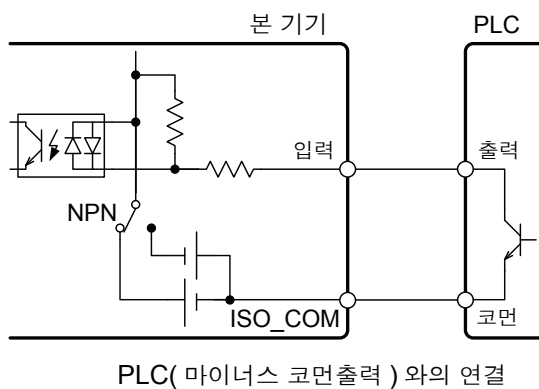 본 기기
PLC
입력
출력
NPN
ISO_COM
코먼
PLC( 마이너스 코먼출력 ) 와의 연결